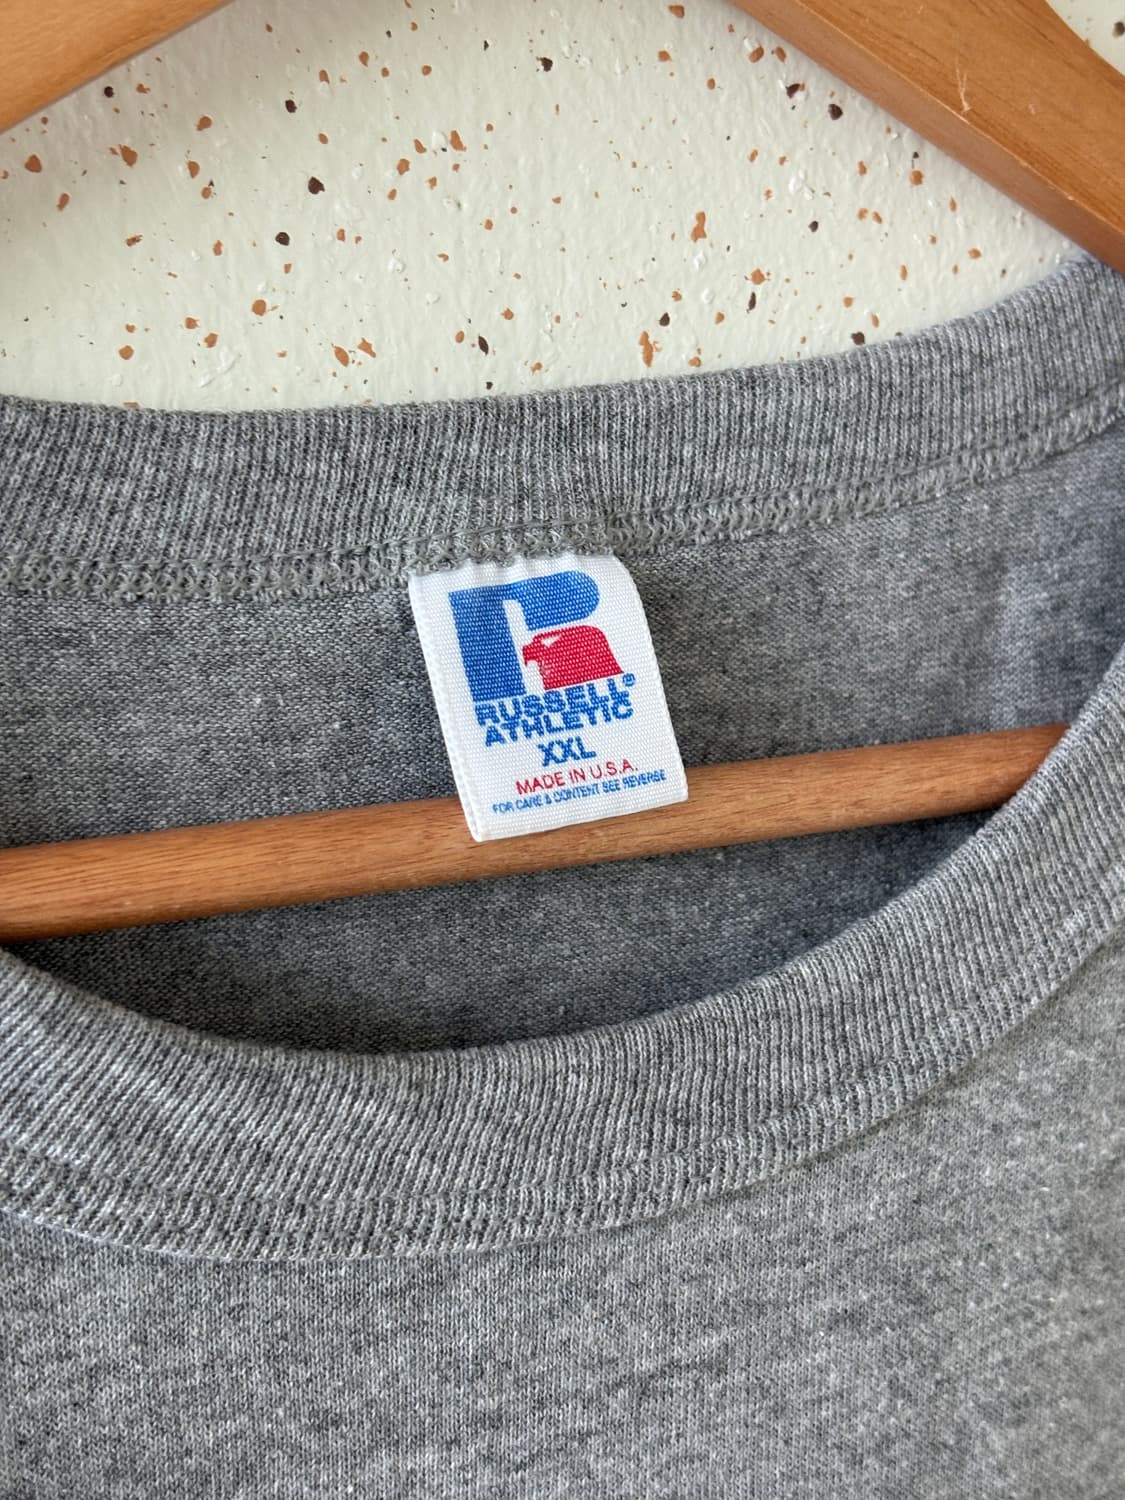 RUSSELL®
ATHLETIC
XXL
MADE IN U.S.A.
FOR CARE & CONTENT SEE REVERSE